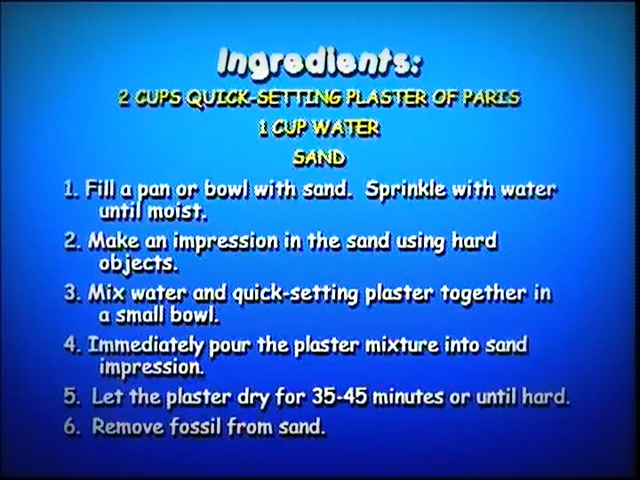 Ingredients:
2 CUPS QUICK-SETTING PLASTER OF PARIS
1 CUP WATER
SAND
1. Fill a pan or bowl with sand. Sprinkle with water
until moist.
2. Make an impression in the sand using hard
objects.
3. Mix water and quick-setting plaster together in
a small bowl.
4. Immediately pour the plaster mixture into sand
impression.
5. Let the plaster dry for 35-45 minutes or until hard.
6. Remove fossil from sand.